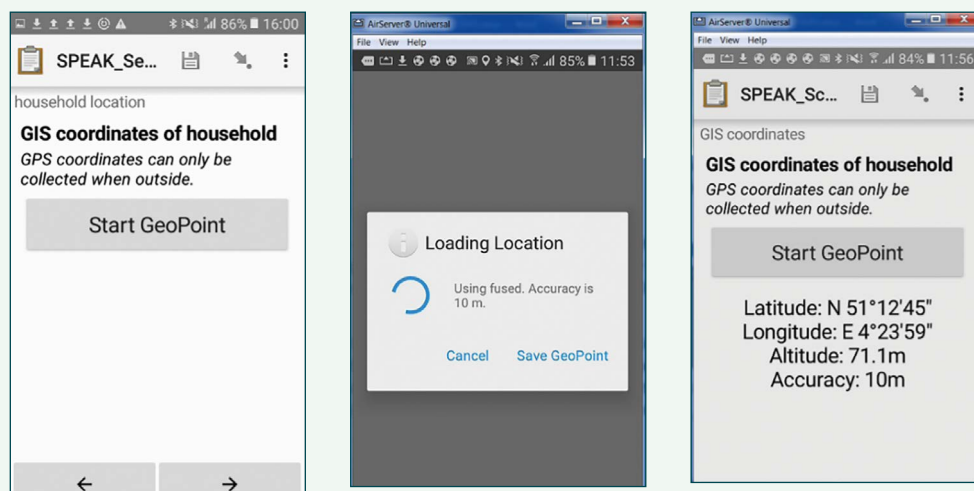 86% 16:00
SPEAK_Se...
household location
GIS coordinates of household
GPS coordinates can only be
collected when outside.
Start GeoPoint
AirServer® Universal
File View Help
85% 11:53
Loading Location
Using fused. Accuracy is
10 m.
Cancel Save GeoPoint
AirServer® Universal
File View Help
84% 11:56
SPEAK_Sc...
GIS coordinates
GIS coordinates of household
GPS coordinates can only be
collected when outside.
Start GeoPoint
Latitude: N 51°12'45"
Longitude: E 4°23'59"
Altitude: 71.1m
Accuracy: 10m